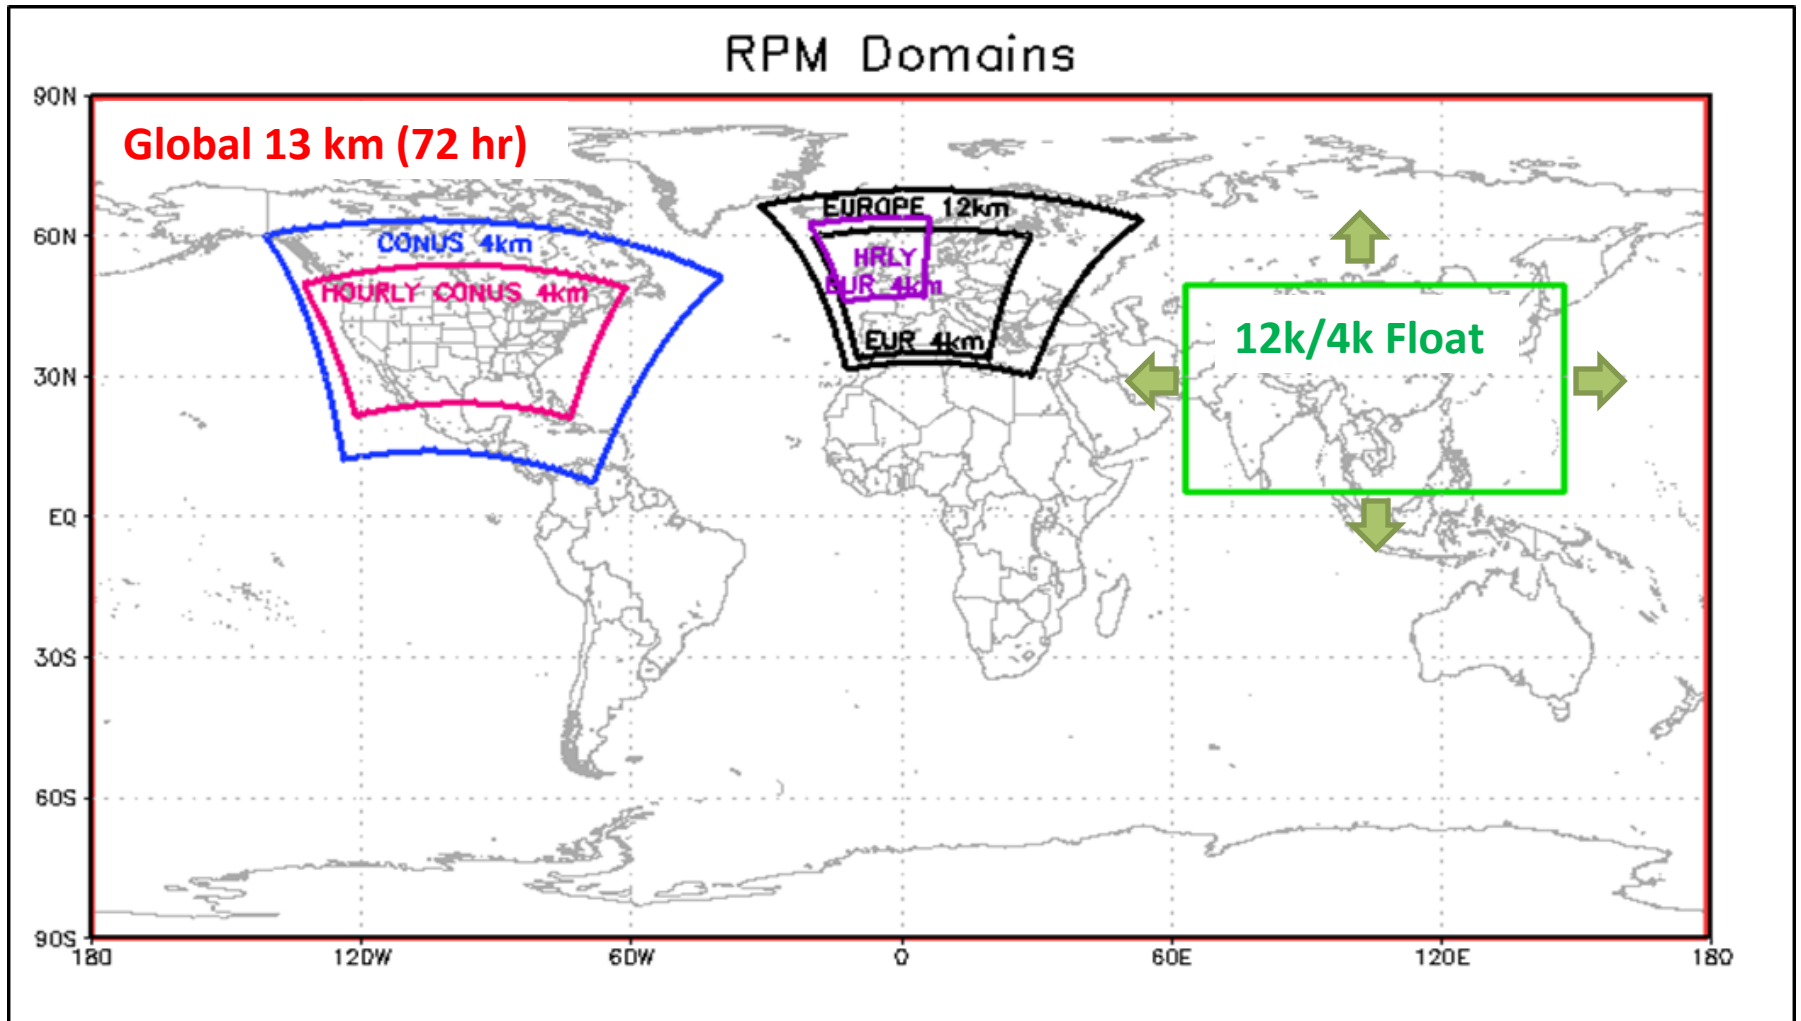 RPM Domains
90N
Global 13 km (72 hr)
60N
30N
EQ
30S
60S
90S
CONUS 4km
HOURLY CONUS 4km
EUROPE 12km
HRLY
EUR 4km
EUR 4km
12k/4k Float
180
120W
60W
0
60E
120E
180